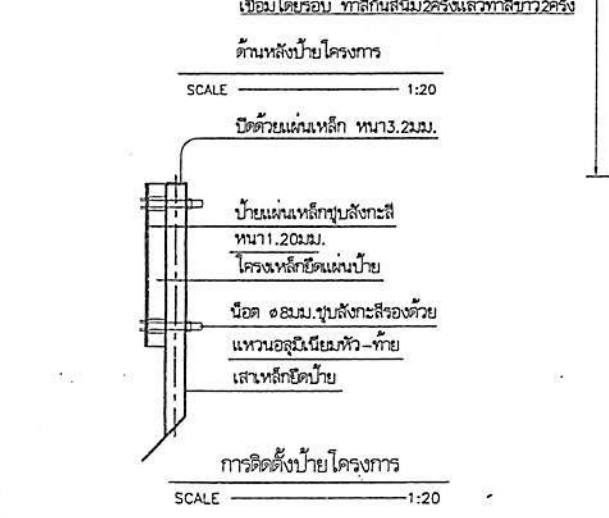 เชื่อมโดยรอบ ทาสีกันสนิม2ครั้งแล้วทาสีขาว2ครั้ง
ด้านหลังป้ายโครงการ
SCALE 1:20
ปิดด้วยแผ่นเหล็ก หนา3.2มม.
ป้ายแผ่นเหล็กชุบสังกะสี
หนา1.20มม.
โครงเหล็กยึดแผ่นป้าย
น๊อต ø8มม.ชุบสังกะสีรองด้วย
แหวนอลูมิเนียมหัว-ท้าย
เสาเหล็กยึดป้าย
การติดตั้งป้ายโครงการ
SCALE 1:20